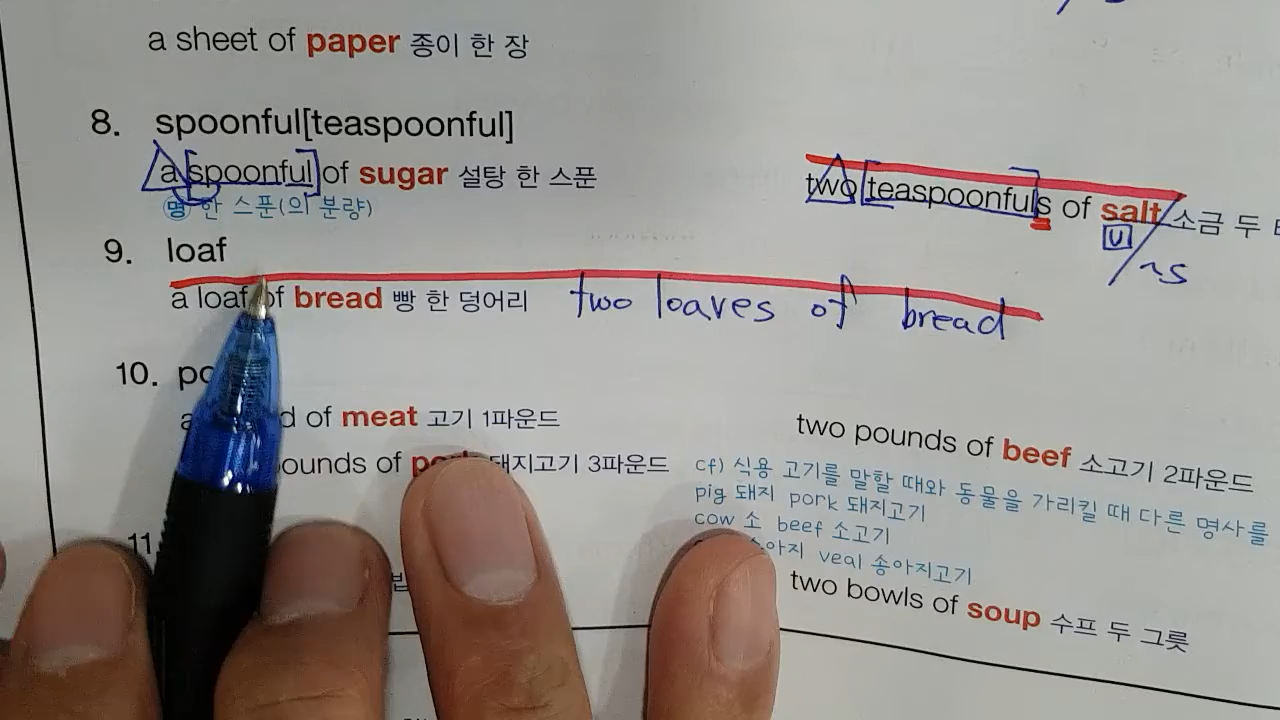 a sheet of paper 종이 한 장
8. spoonful[teaspoonful]
a spoonful of sugar 설탕 한 스푼
명 한 스푼(의 분량)
two teaspoonfuls of salt 소금 두
U
~s
9. loaf
a loaf of bread 빵 한 덩어리 two loaves of bread
10.
of meat 고기 1파운드
of 돼지고기 3파운드
two pounds of beef 소고기 2파운드
cf) 식용 고기를 말할 때와 동물을 가리킬 때 다른 명사를
pig 돼지 pork 돼지고기
cow 소 beef 소고기
veal 송아지고기
11
two bowls of soup 수프 두 그릇